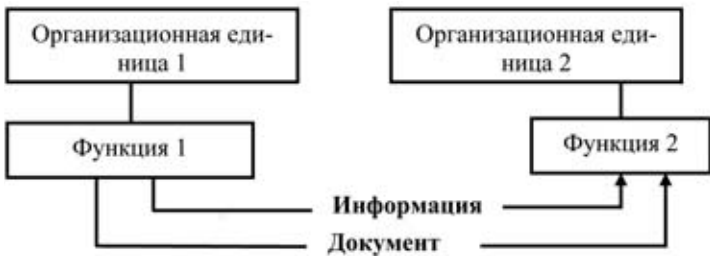 Организационная еди-
ница 1
Организационная еди-
ница 2
Функция 1
Функция 2
Информация
Документ